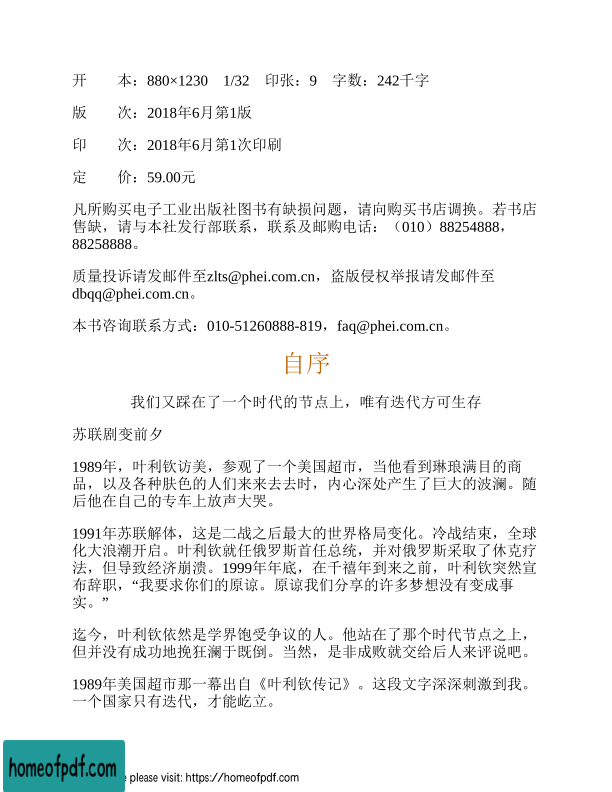 开　　本：880×1230　1/32　印张：9　字数：242千字
版　　次：2018年6月第1版
印　　次：2018年6月第1次印刷
定　　价：59.00元
凡所购买电子工业出版社图书有缺损问题，请向购买书店调换。若书店
售缺，请与本社发行部联系，联系及邮购电话：（010）88254888，
88258888。
质量投诉请发邮件至zlts@phei.com.cn，盗版侵权举报请发邮件至
dbqq@phei.com.cn。
本书咨询联系方式：010-51260888-819，faq@phei.com.cn。
自序
我们又踩在了一个时代的节点上，唯有迭代方可生存
苏联剧变前夕
1989年，叶利钦访美，参观了一个美国超市，当他看到琳琅满目的商
品，以及各种肤色的人们来来去去时，内心深处产生了巨大的波澜。随
后他在自己的专车上放声大哭。
1991年苏联解体，这是二战之后最大的世界格局变化。冷战结束，全球
化大浪潮开启。叶利钦就任俄罗斯首任总统，并对俄罗斯采取了休克疗
法，但导致经济崩溃。1999年年底，在千禧年到来之前，叶利钦突然宣
布辞职，“我要求你们的原谅。原谅我们分享的许多梦想没有变成事
实。”
迄今，叶利钦依然是学界饱受争议的人。他站在了那个时代节点之上，
但并没有成功地挽狂澜于既倒。当然，是非成败就交给后人来评说吧。
1989年美国超市那一幕出自《叶利钦传记》。这段文字深深刺激到我。
一个国家只有迭代，才能屹立。
homeofpdf.com
e please visit: https://homeofpdf.com